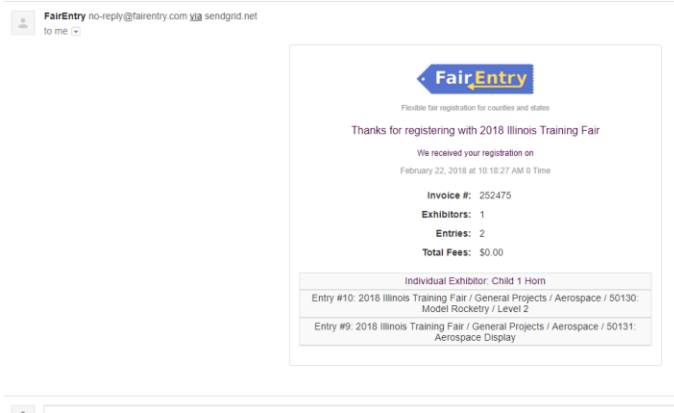 FairEntry no-reply@fairentry.com via sendgrid.net
to me
FairEntry
Flexible fair registration for counties and states
Thanks for registering with 2018 Illinois Training Fair
We received your registration on
February 22, 2018 at 10:18:27 AM 0 Time
Invoice #: 252475
Exhibitors: 1
Entries: 2
Total Fees: $0.00
Individual Exhibitor: Child 1 Horn
Entry #10: 2018 Illinois Training Fair / General Projects / Aerospace / 50130:
Model Rocketry / Level 2
Entry #9: 2018 Illinois Training Fair / General Projects / Aerospace / 50131:
Aerospace Display